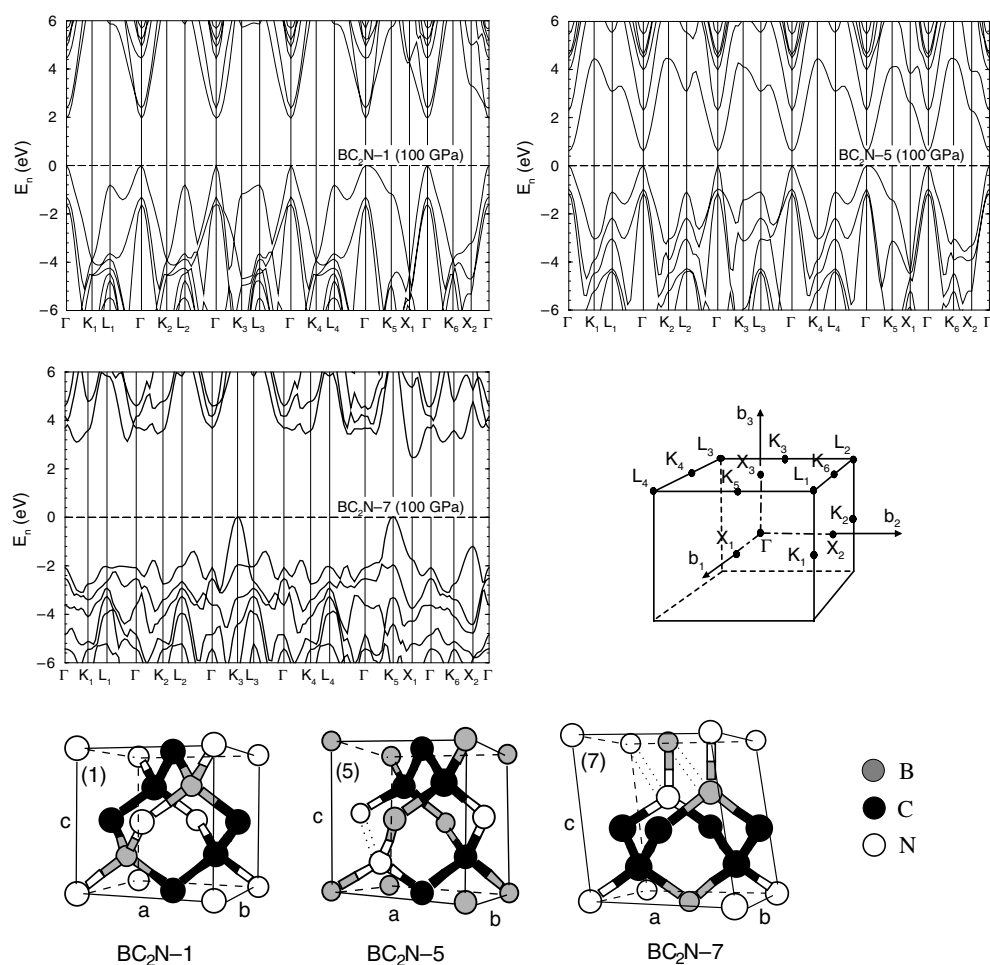 6
4
2
0
−2
−4
−6
E_n (eV)
BC₂N−1 (100 GPa)
Γ K₁ L₁ Γ K₂ L₂ Γ K₃ L₃ Γ K₄ L₄ Γ K₅ X₁ Γ K₆ X₂ Γ
6
4
2
0
−2
−4
−6
E_n (eV)
BC₂N−5 (100 GPa)
Γ K₁ L₁ Γ K₂ L₂ Γ K₃ L₃ Γ K₄ L₄ Γ K₅ X₁ Γ K₆ X₂ Γ
6
4
2
0
−2
−4
−6
E_n (eV)
BC₂N−7 (100 GPa)
Γ K₁ L₁ Γ K₂ L₂ Γ K₃ L₃ Γ K₄ L₄ Γ K₅ X₁ Γ K₆ X₂ Γ
b₃
L₃ K₃ L₂
K₄ X₃ K₆
L₄ K₅ L₁
K₂
X₁ Γ X₂ b₂
b₁ K₁
(1)
c
a
b
BC₂N−1
(5)
c
a
b
BC₂N−5
(7)
c
a
b
BC₂N−7
B
C
N